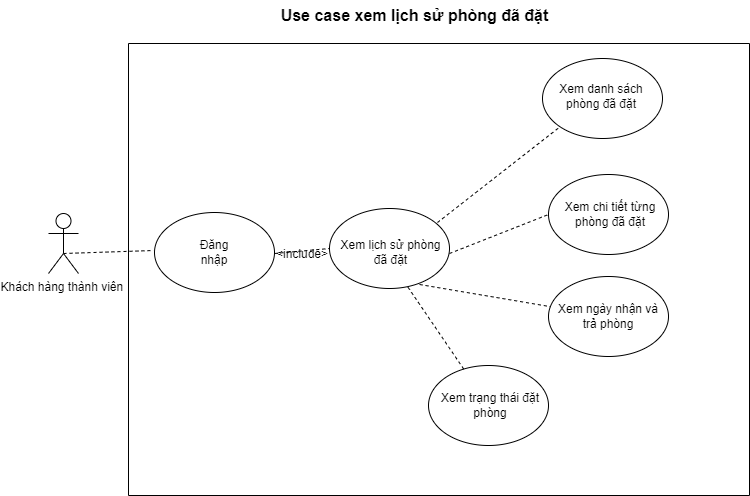 Use case xem lịch sử phòng đã đặt
Xem danh sách
phòng đã đặt
Xem chi tiết từng
phòng đã đặt
Đăng
nhập
<include>
Xem lịch sử phòng
đã đặt
Khách hàng thành viên
Xem ngày nhận và
trả phòng
Xem trạng thái đặt
phòng